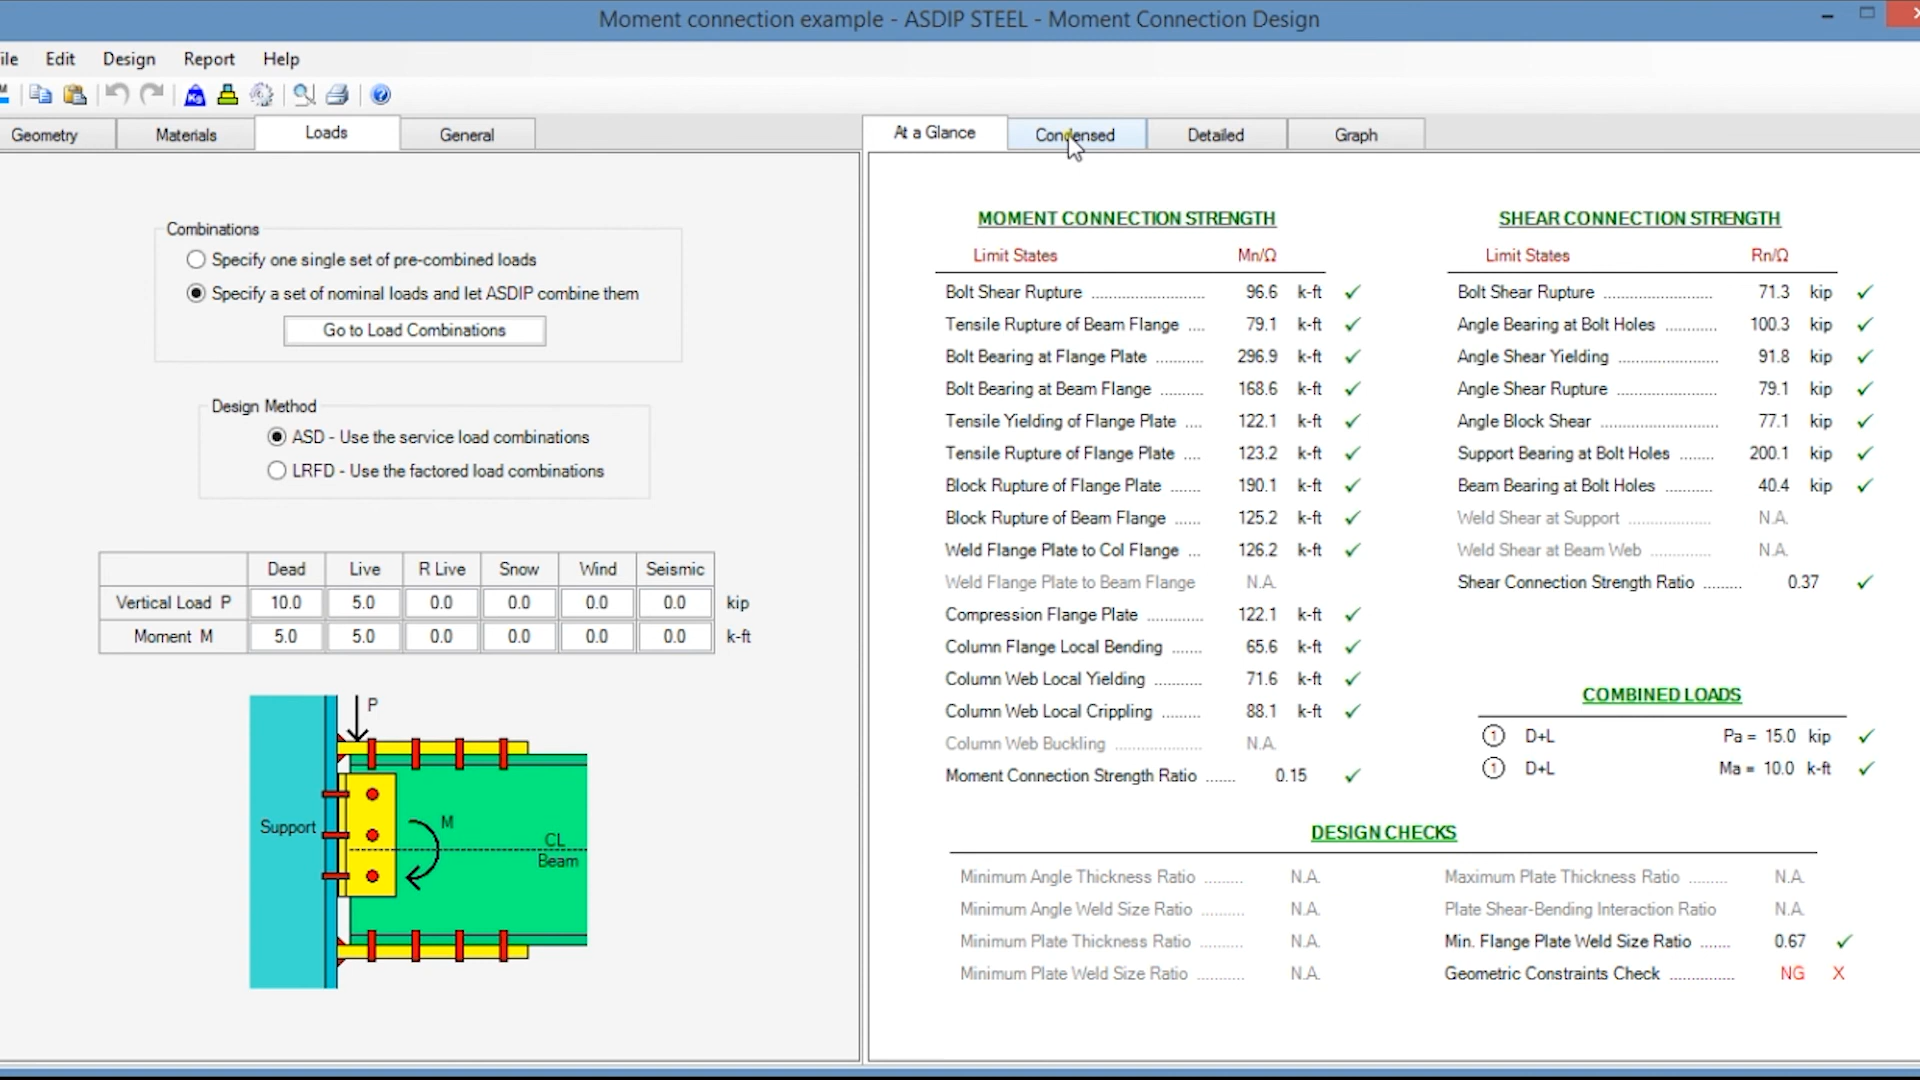 Moment connection example - ASDIP STEEL - Moment Connection Design
ile Edit Design Report Help
Geometry Materials Loads General
At a Glance Condensed Detailed Graph
Combinations
Specify one single set of pre-combined loads
Specify a set of nominal loads and let ASDIP combine them
Go to Load Combinations
Design Method
ASD - Use the service load combinations
LRFD - Use the factored load combinations
Dead Live R Live Snow Wind Seismic
Vertical Load P 10.0 5.0 0.0 0.0 0.0 0.0 kip
Moment M 5.0 5.0 0.0 0.0 0.0 0.0 k-ft
P
Support
M
CL
Beam
MOMENT CONNECTION STRENGTH
Limit States Mn/Ω
Bolt Shear Rupture ......................... 96.6 k-ft ✓
Tensile Rupture of Beam Flange .... 79.1 k-ft ✓
Bolt Bearing at Flange Plate ........... 296.9 k-ft ✓
Bolt Bearing at Beam Flange .......... 168.6 k-ft ✓
Tensile Yielding of Flange Plate .... 122.1 k-ft ✓
Tensile Rupture of Flange Plate .... 123.2 k-ft ✓
Block Rupture of Flange Plate ....... 190.1 k-ft ✓
Block Rupture of Beam Flange ...... 125.2 k-ft ✓
Weld Flange Plate to Col Flange ... 126.2 k-ft ✓
Weld Flange Plate to Beam Flange N.A.
Compression Flange Plate ............ 122.1 k-ft ✓
Column Flange Local Bending ....... 65.6 k-ft ✓
Column Web Local Yielding .......... 71.6 k-ft ✓
Column Web Local Crippling ......... 88.1 k-ft ✓
Column Web Buckling ................... N.A.
Moment Connection Strength Ratio ...... 0.15 ✓
SHEAR CONNECTION STRENGTH
Limit States Rn/Ω
Bolt Shear Rupture ........................ 71.3 kip ✓
Angle Bearing at Bolt Holes ........... 100.3 kip ✓
Angle Shear Yielding ...................... 91.8 kip ✓
Angle Shear Rupture ...................... 79.1 kip ✓
Angle Block Shear ......................... 77.1 kip ✓
Support Bearing at Bolt Holes ........ 200.1 kip ✓
Beam Bearing at Bolt Holes .......... 40.4 kip ✓
Weld Shear at Support ................... N.A.
Weld Shear at Beam Web .............. N.A.
Shear Connection Strength Ratio ......... 0.37 ✓
COMBINED LOADS
1 D+L Pa = 15.0 kip ✓
1 D+L Ma = 10.0 k-ft ✓
DESIGN CHECKS
Minimum Angle Thickness Ratio ......... N.A.
Minimum Angle Weld Size Ratio ......... N.A.
Minimum Plate Thickness Ratio ......... N.A.
Minimum Plate Weld Size Ratio .......... N.A.
Maximum Plate Thickness Ratio ........ N.A.
Plate Shear-Bending Interaction Ratio N.A.
Min. Flange Plate Weld Size Ratio ...... 0.67 ✓
Geometric Constraints Check ............. NG X